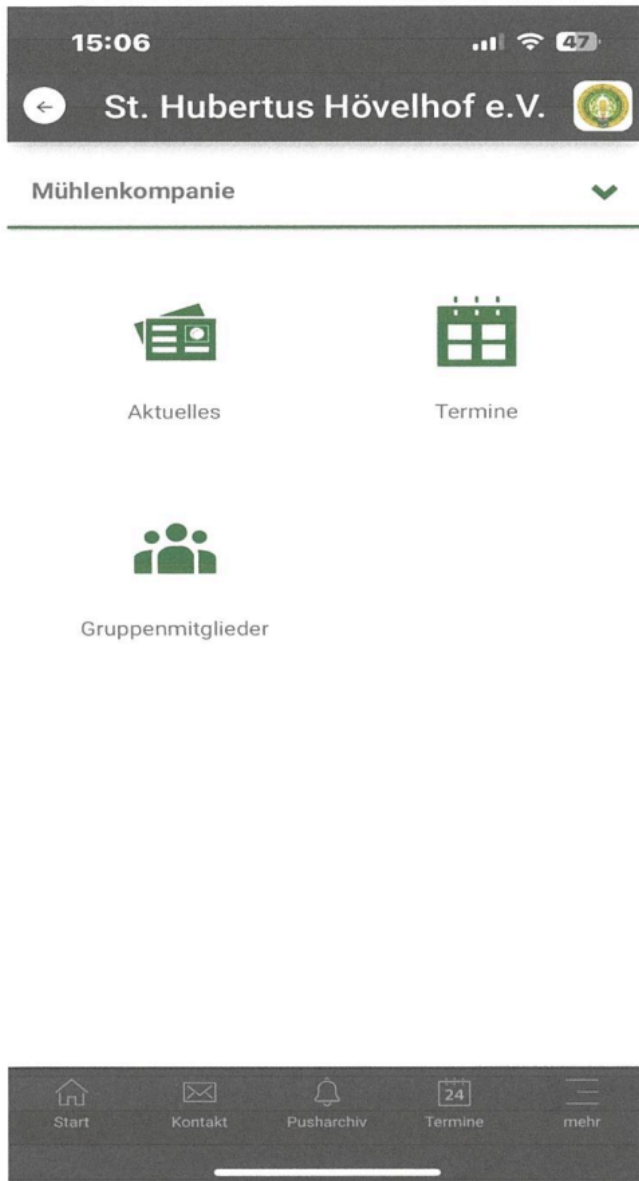 15:06
47
St. Hubertus Hövelhof e.V.
Mühlenkompanie
Aktuelles
Termine
Gruppenmitglieder
24
Start
Kontakt
Pusharchiv
Termine
mehr